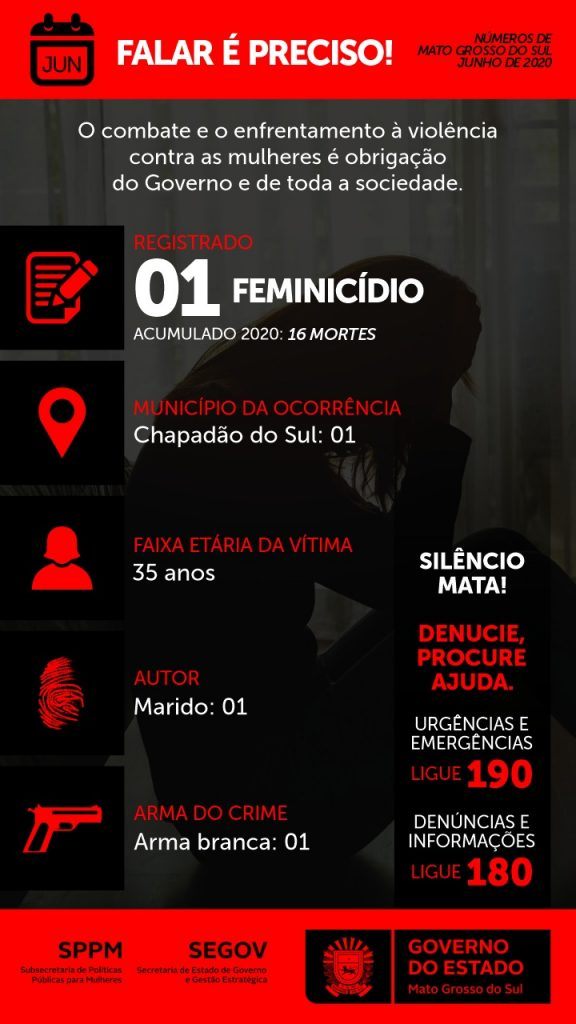 JUN
FALAR É PRECISO!
NÚMEROS DE
MATO GROSSO DO SUL
JUNHO DE 2020
O combate e o enfrentamento à violência
contra as mulheres é obrigação
do Governo e de toda a sociedade.
REGISTRADO
01 FEMINICÍDIO
ACUMULADO 2020: 16 MORTES
MUNICÍPIO DA OCORRÊNCIA
Chapadão do Sul: 01
FAIXA ETÁRIA DA VÍTIMA
35 anos
AUTOR
Marido: 01
ARMA DO CRIME
Arma branca: 01
SILÊNCIO
MATA!
DENUCIE,
PROCURE
AJUDA.
URGÊNCIAS E
EMERGÊNCIAS
LIGUE 190
DENÚNCIAS E
INFORMAÇÕES
LIGUE 180
SPPM
Subsecretaria de Políticas
Públicas para Mulheres
SEGOV
Secretaria de Estado de Governo
e Gestão Estratégica
GOVERNO
DO ESTADO
Mato Grosso do Sul